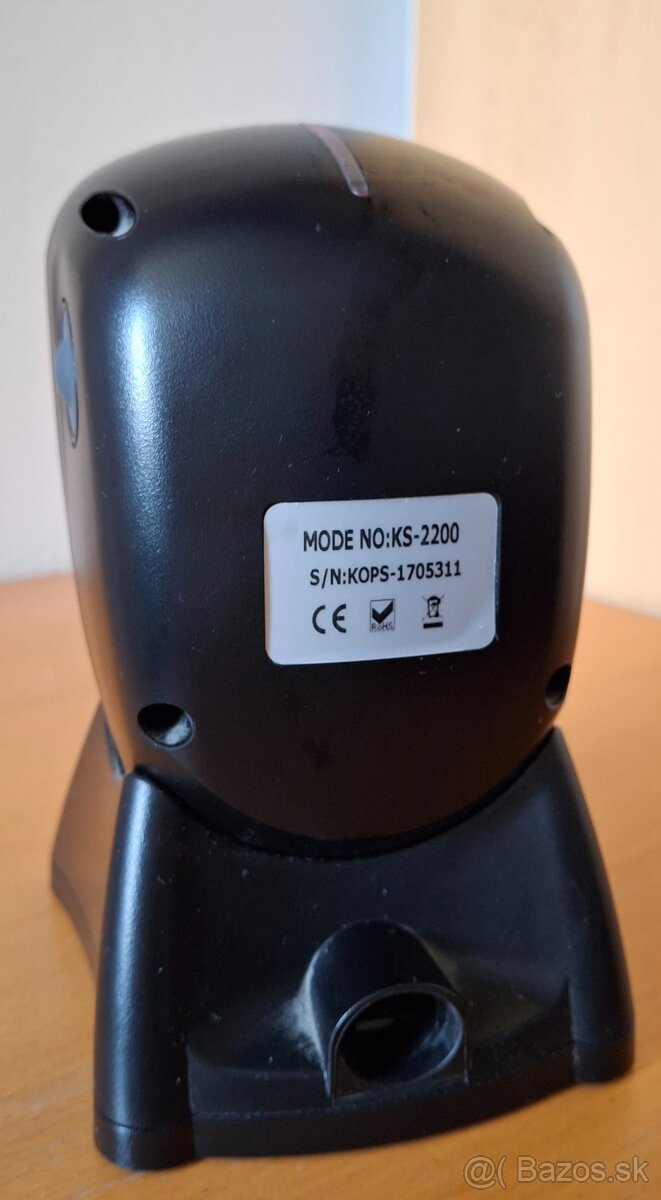 MODE NO:KS-2200
S/N:KOPS-1705311
CE RoHS
@( Bazos.sk